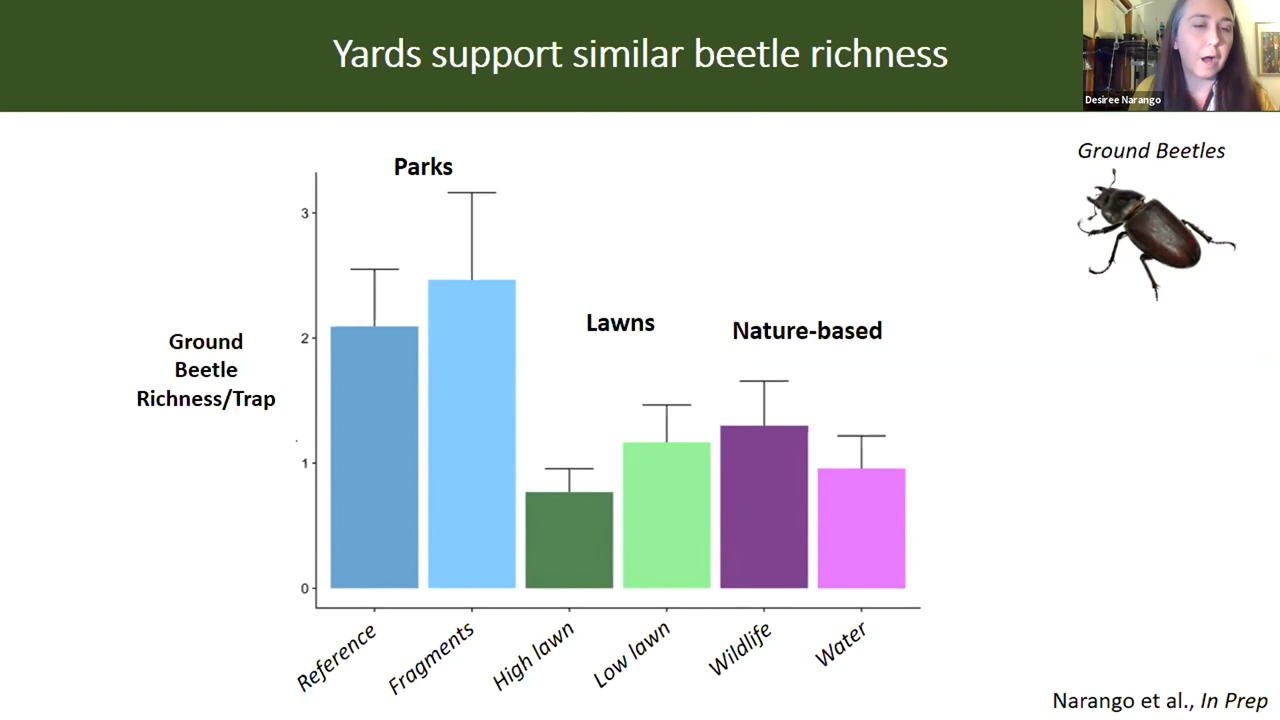 Yards support similar beetle richness
Desiree Narango
Ground Beetles
Parks
Lawns
Nature-based
Ground
Beetle
Richness/Trap
3
2
1
0
Reference
Fragments
High lawn
Low lawn
Wildlife
Water
Narango et al., In Prep